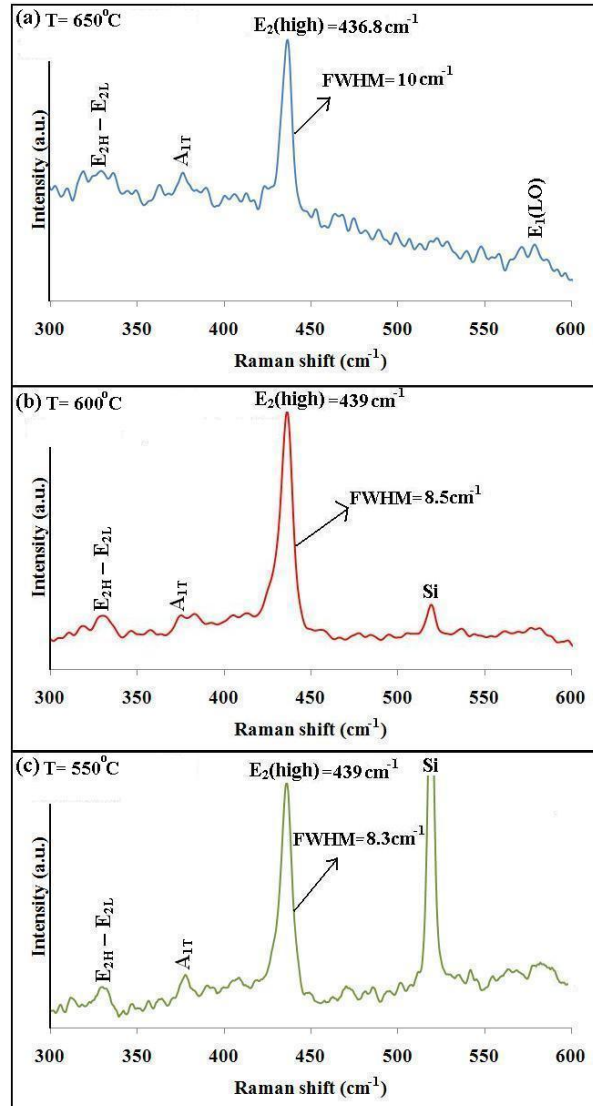 (a) T= 650°C
E₂(high) =436.8 cm⁻¹
FWHM= 10 cm⁻¹
E₂H – E₂L
A₁T
E₁(LO)
Intensity (a.u.)
300 350 400 450 500 550 600
Raman shift (cm⁻¹)
(b) T= 600°C
E₂(high) =439 cm⁻¹
FWHM= 8.5cm⁻¹
E₂H – E₂L
A₁T
Si
Intensity (a.u.)
300 350 400 450 500 550 600
Raman shift (cm⁻¹)
(c) T= 550°C
E₂(high) =439 cm⁻¹
Si
FWHM= 8.3cm⁻¹
E₂H – E₂L
A₁T
Intensity (a.u.)
300 350 400 450 500 550 600
Raman shift (cm⁻¹)